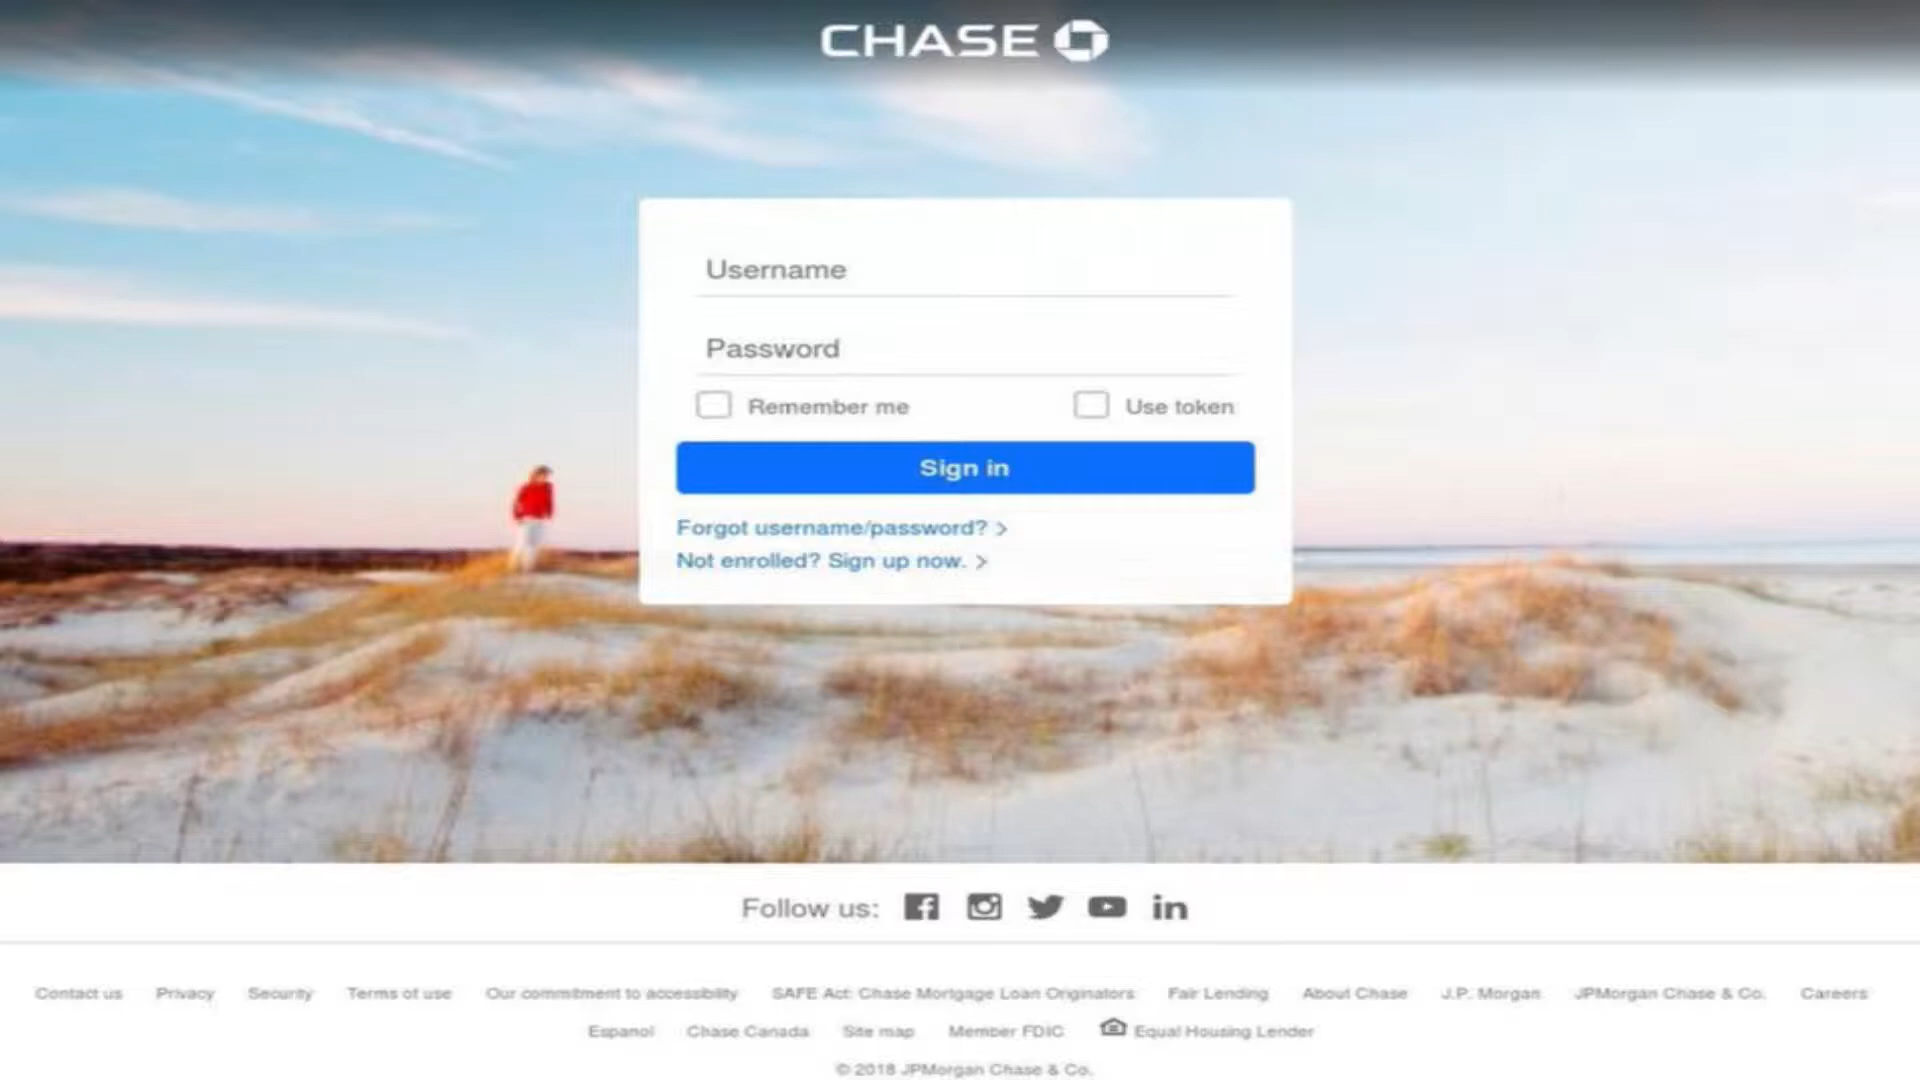 CHASE
Username
Password
Remember me Use token
Sign in
Forgot username/password? >
Not enrolled? Sign up now. >
Follow us:
Contact us Privacy Security Terms of use Our commitment to accessibility SAFE Act: Chase Mortgage Loan Originators Fair Lending About Chase J.P. Morgan JPMorgan Chase & Co. Careers
Espanol Chase Canada Site map Member FDIC Equal Housing Lender
© 2018 JPMorgan Chase & Co.